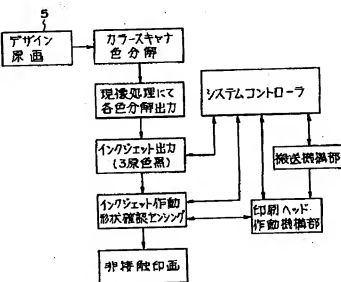 5
デザイン
原画
カラースキャナ
色分解
現像処理にて
各色分解出力
システムコントローラ
インクジェット出力
(3原色黒)
搬送機構部
インクジェット作動
形状確認センシング
印刷ヘッド
作動機構部
非接触印画